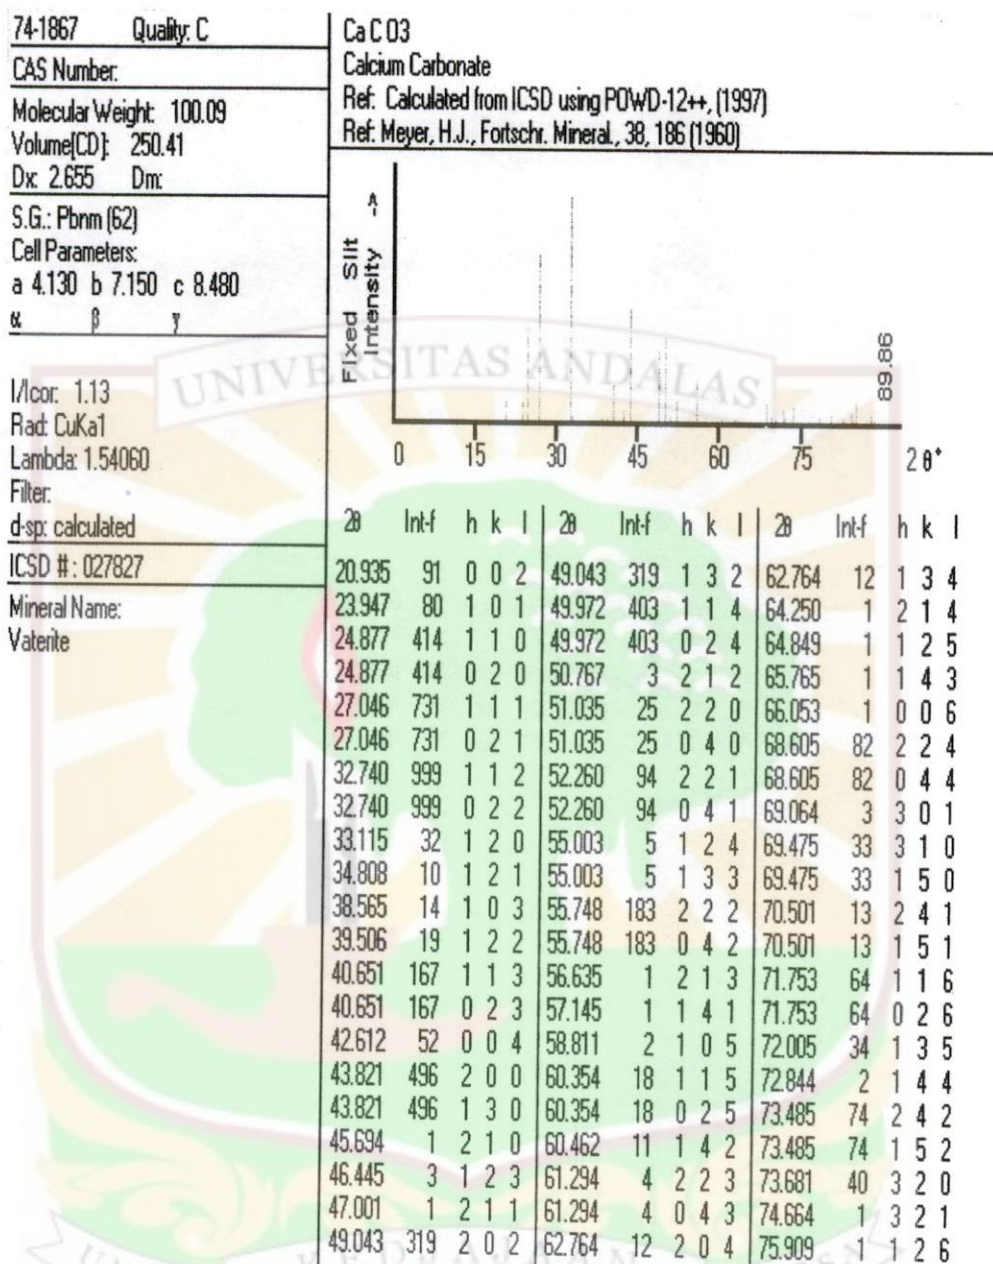 74-1867 Quality: C
CAS Number:
Molecular Weight: 100.09
Volume[CD]: 250.41
Dx: 2.655 Dm:
S.G.: Pbnm (62)
Cell Parameters:
a 4.130 b 7.150 c 8.480
α β γ
I/Icor: 1.13
Rad: CuKa1
Lambda: 1.54060
Filter:
d-sp: calculated
ICSD # : 027827
Mineral Name:
Vaterite
Ca C O3
Calcium Carbonate
Ref: Calculated from ICSD using POWD-12++, (1997)
Ref: Meyer, H.J., Fortschr. Mineral., 38, 186 (1960)
Fixed Slit
Intensity ->
89.86
0 15 30 45 60 75 2 θ°
2θ Int-f h k l 2θ Int-f h k l 2θ Int-f h k l
20.935 91 0 0 2 49.043 319 1 3 2 62.764 12 1 3 4
23.947 80 1 0 1 49.972 403 1 1 4 64.250 1 2 1 4
24.877 414 1 1 0 49.972 403 0 2 4 64.849 1 1 2 5
24.877 414 0 2 0 50.767 3 2 1 2 65.765 1 1 4 3
27.046 731 1 1 1 51.035 25 2 2 0 66.053 1 0 0 6
27.046 731 0 2 1 51.035 25 0 4 0 68.605 82 2 2 4
32.740 999 1 1 2 52.260 94 2 2 1 68.605 82 0 4 4
32.740 999 0 2 2 52.260 94 0 4 1 69.064 3 3 0 1
33.115 32 1 2 0 55.003 5 1 2 4 69.475 33 3 1 0
34.808 10 1 2 1 55.003 5 1 3 3 69.475 33 1 5 0
38.565 14 1 0 3 55.748 183 2 2 2 70.501 13 2 4 1
39.506 19 1 2 2 55.748 183 0 4 2 70.501 13 1 5 1
40.651 167 1 1 3 56.635 1 2 1 3 71.753 64 1 1 6
40.651 167 0 2 3 57.145 1 1 4 1 71.753 64 0 2 6
42.612 52 0 0 4 58.811 2 1 0 5 72.005 34 1 3 5
43.821 496 2 0 0 60.354 18 1 1 5 72.844 2 1 4 4
43.821 496 1 3 0 60.354 18 0 2 5 73.485 74 2 4 2
45.694 1 2 1 0 60.462 11 1 4 2 73.485 74 1 5 2
46.445 3 1 2 3 61.294 4 2 2 3 73.681 40 3 2 0
47.001 1 2 1 1 61.294 4 0 4 3 74.664 1 3 2 1
49.043 319 2 0 2 62.764 12 2 0 4 75.909 1 1 2 6
UNIVERSITAS ANDALAS
KEDJAJAAN